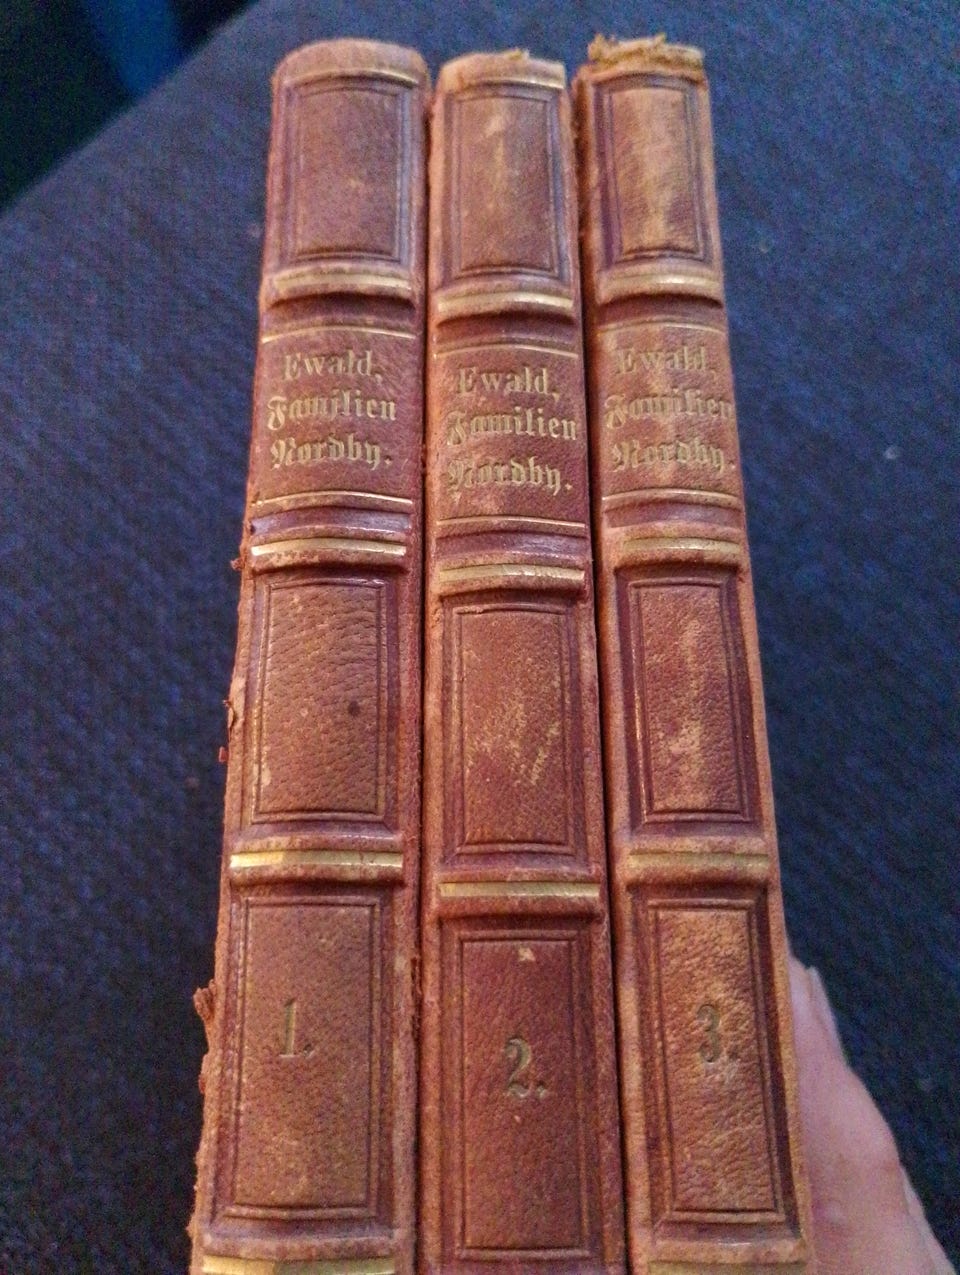 Ewald,
Familien
Nordby.
1.
Ewald,
Familien
Nordby.
2.
Ewald,
Familien
Nordby.
3.